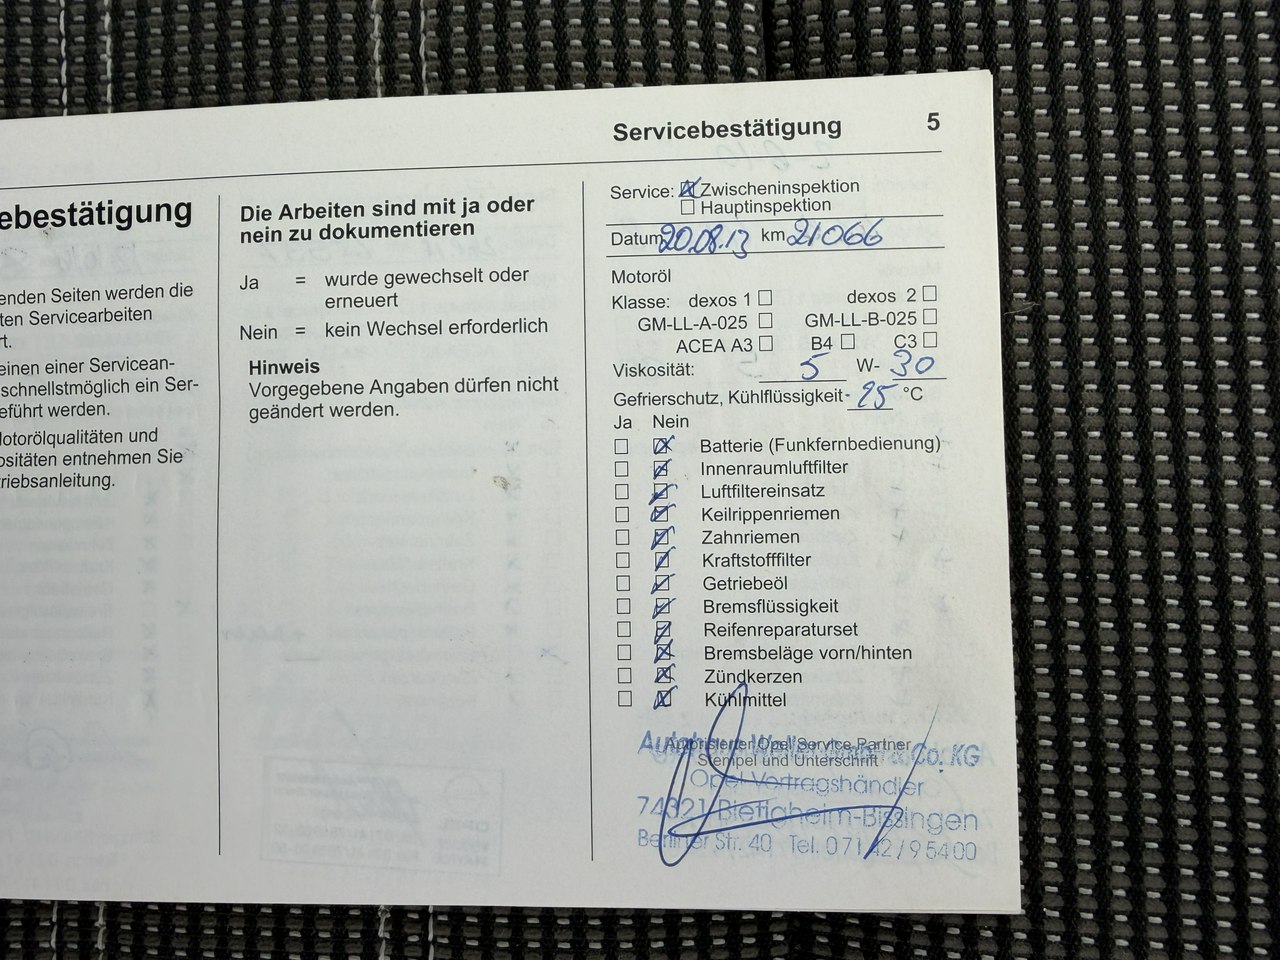 Servicebestätigung 5
ebestätigung
enden Seiten werden die
ten Servicearbeiten
rt.
einen einer Servicean-
schnellstmöglich ein Ser-
eführt werden.
otorölqualitäten und
ositäten entnehmen Sie
riebsanleitung.
Die Arbeiten sind mit ja oder
nein zu dokumentieren
Ja = wurde gewechselt oder
erneuert
Nein = kein Wechsel erforderlich
Hinweis
Vorgegebene Angaben dürfen nicht
geändert werden.
Service: Zwischeninspektion
Hauptinspektion
Datum 20.08.13 km 21066
Motoröl
Klasse: dexos 1 dexos 2
GM-LL-A-025 GM-LL-B-025
ACEA A3 B4 C3
Viskosität: 5 W- 30
Gefrierschutz, Kühlflüssigkeit- 25 °C
Ja Nein
Batterie (Funkfernbedienung)
Innenraumluftfilter
Luftfiltereinsatz
Keilrippenriemen
Zahnriemen
Kraftstofffilter
Getriebeöl
Bremsflüssigkeit
Reifenreparaturset
Bremsbeläge vorn/hinten
Zündkerzen
Kühlmittel
Autorisierter Opel Service Partner
Stempel und Unterschrift
Co. KG
Opel Vertragshändler
74321 Bietigheim-Bissingen
Berliner Str. 40 Tel. 07142/95400